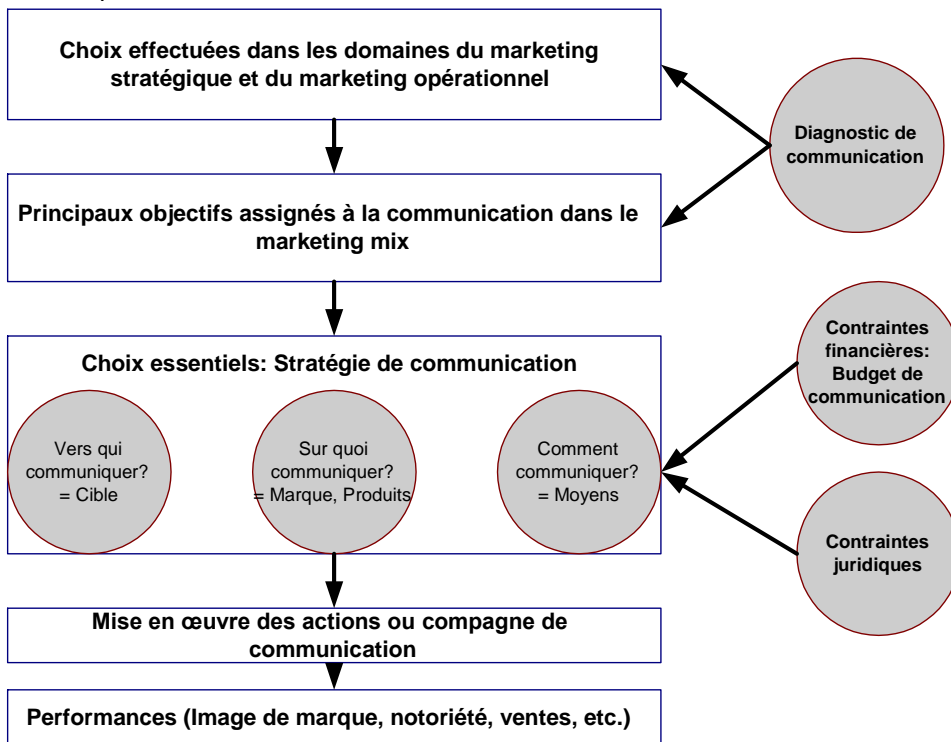 Choix effectuées dans les domaines du marketing
stratégique et du marketing opérationnel
Diagnostic de
communication
Principaux objectifs assignés à la communication dans le
marketing mix
Choix essentiels: Stratégie de communication
Vers qui
communiquer?
= Cible
Sur quoi
communiquer?
= Marque, Produits
Comment
communiquer?
= Moyens
Contraintes
financières:
Budget de
communication
Contraintes
juridiques
Mise en œuvre des actions ou compagne de
communication
Performances (Image de marque, notoriété, ventes, etc.)